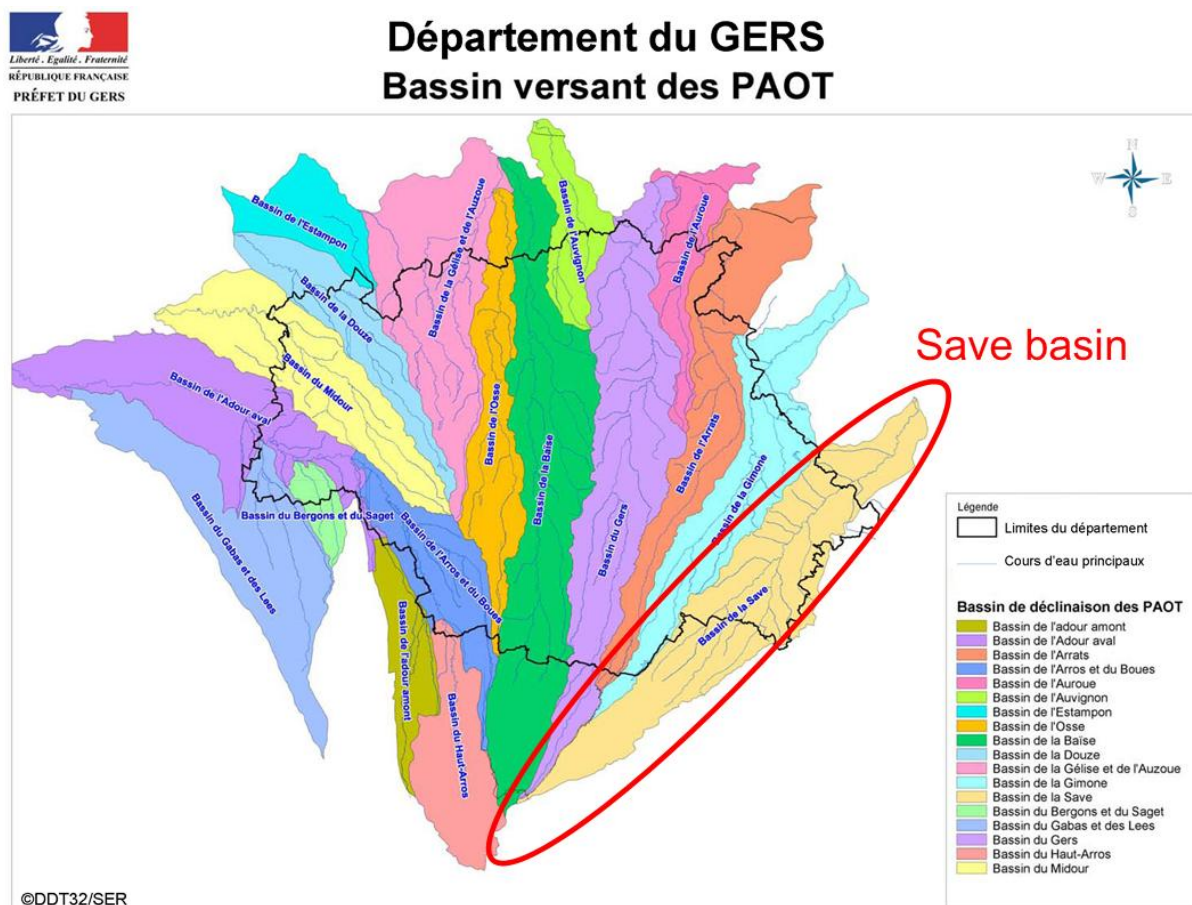 Liberté . Egalité . Fraternité
RÉPUBLIQUE FRANÇAISE
PRÉFET DU GERS
Département du GERS
Bassin versant des PAOT
N
W
E
S
Bassin de l'Estampon
Bassin de la Douze
Bassin du Midour
Bassin de l'Adour aval
Bassin du Gabas et des Lees
Bassin du Bergons et du Saget
Bassin de l'Arros et du Boues
Bassin de l'adour amont
Bassin du Haut-Arros
Bassin de la Gélise et de l'Auzoue
Bassin de l'Osse
Bassin de la Baïse
Bassin de l'Auvignon
Bassin du Gers
Bassin de l'Auroue
Bassin de l'Arrats
Bassin de la Gimone
Bassin de la Save
Save basin
Légende
Limites du département
Cours d'eau principaux
Bassin de déclinaison des PAOT
Bassin de l'adour amont
Bassin de l'Adour aval
Bassin de l'Arrats
Bassin de l'Arros et du Boues
Bassin de l'Auroue
Bassin de l'Auvignon
Bassin de l'Estampon
Bassin de l'Osse
Bassin de la Baïse
Bassin de la Douze
Bassin de la Gélise et de l'Auzoue
Bassin de la Gimone
Bassin de la Save
Bassin du Bergons et du Saget
Bassin du Gabas et des Lees
Bassin du Gers
Bassin du Haut-Arros
Bassin du Midour
©DDT32/SER